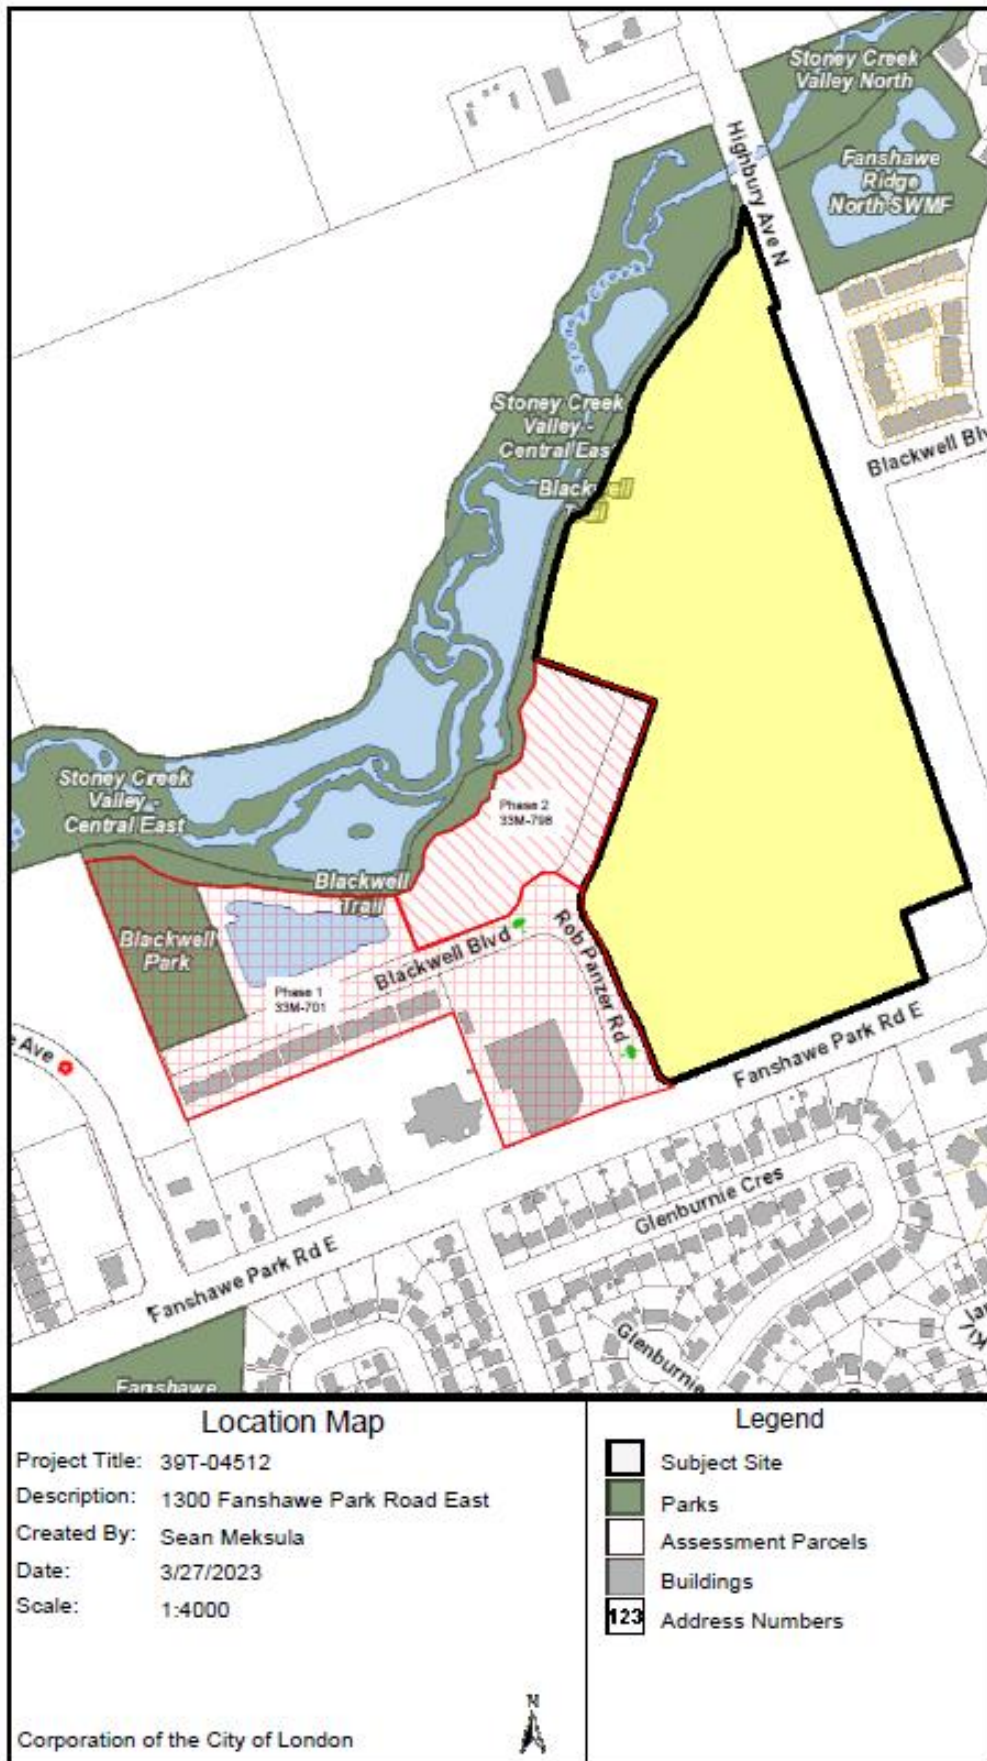 Stoney Creek
Valley North
Highbury Ave N
Fanshawe
Ridge
North SWMF
Stoney Creek
Stoney Creek
Valley -
Central East
Blackwell
Trail
Blackwell Blv
Stoney Creek
Valley -
Central East
Phase 2
33M-798
Blackwell
Trail
Blackwell
Park
Blackwell Blvd
Rob Panzer Rd
Phase 1
33M-701
e Ave
Fanshawe Park Rd E
Glenburnie Cres
Fanshawe Park Rd E
Glenburnie
Fanshawe
Location Map
Project Title: 39T-04512
Description: 1300 Fanshawe Park Road East
Created By: Sean Meksula
Date: 3/27/2023
Scale: 1:4000
N
Corporation of the City of London
Legend
Subject Site
Parks
Assessment Parcels
Buildings
123 Address Numbers